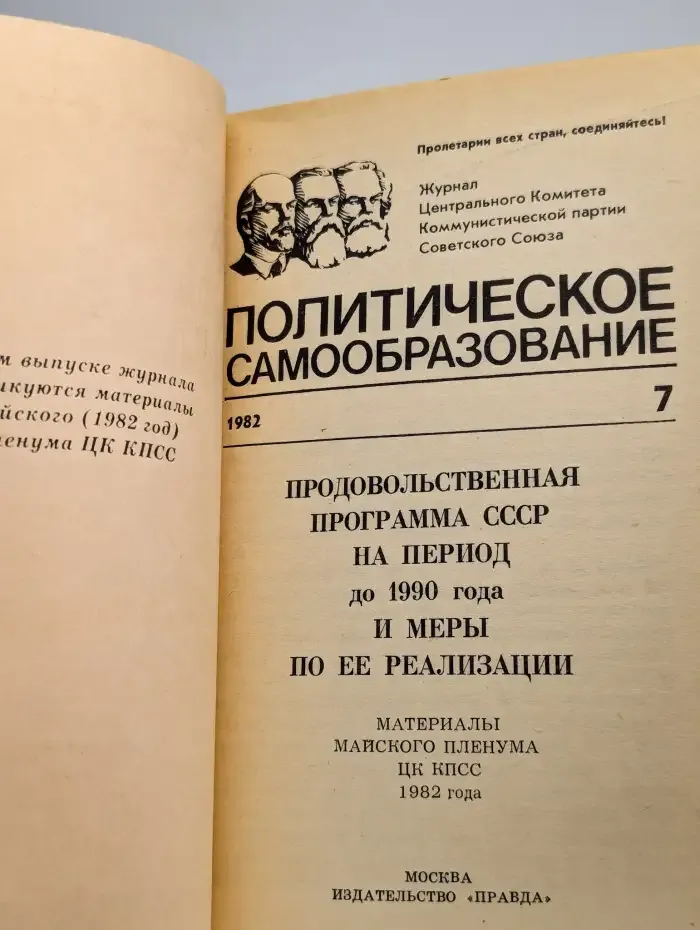 м выпуске журнала
икуются материалы
йского (1982 год)
ленума ЦК КПСС
Пролетарии всех стран, соединяйтесь!
Журнал
Центрального Комитета
Коммунистической партии
Советского Союза
ПОЛИТИЧЕСКОЕ
САМООБРАЗОВАНИЕ
1982
7
ПРОДОВОЛЬСТВЕННАЯ
ПРОГРАММА СССР
НА ПЕРИОД
до 1990 года
И МЕРЫ
ПО ЕЕ РЕАЛИЗАЦИИ
МАТЕРИАЛЫ
МАЙСКОГО ПЛЕНУМА
ЦК КПСС
1982 года
МОСКВА
ИЗДАТЕЛЬСТВО «ПРАВДА»